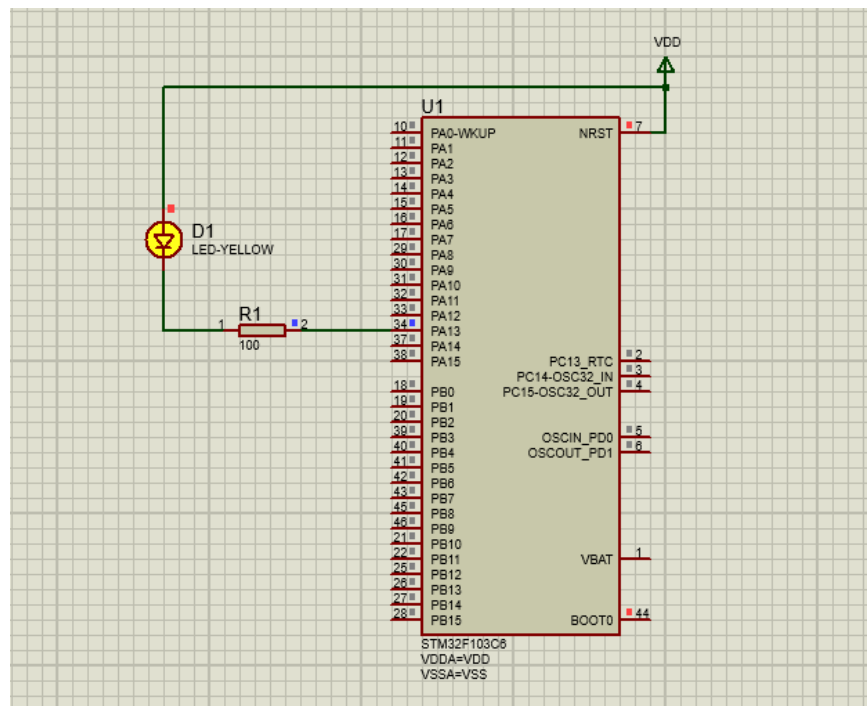 VDD
U1
10 PA0-WKUP NRST 7
11 PA1
12 PA2
13 PA3
14 PA4
15 PA5
16 PA6
17 PA7
29 PA8
30 PA9
31 PA10
32 PA11
33 PA12
34 PA13
37 PA14
38 PA15
D1
LED-YELLOW
R1
1 2
100
PC13_RTC 2
PC14-OSC32_IN 3
PC15-OSC32_OUT 4
18 PB0
19 PB1
20 PB2
39 PB3
40 PB4
41 PB5
42 PB6
43 PB7
45 PB8
46 PB9
21 PB10
22 PB11
25 PB12
26 PB13
27 PB14
28 PB15
OSCIN_PD0 5
OSCOUT_PD1 6
VBAT 1
BOOT0 44
STM32F103C6
VDDA=VDD
VSSA=VSS